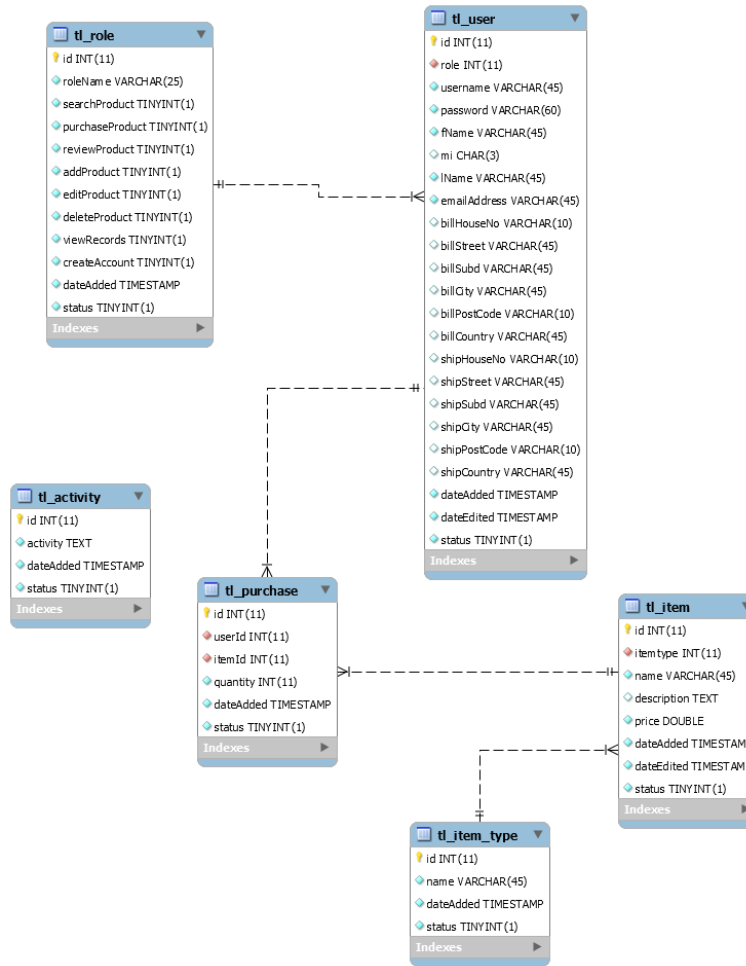 tl_role
id INT(11)
roleName VARCHAR(25)
searchProduct TINYINT(1)
purchaseProduct TINYINT(1)
reviewProduct TINYINT(1)
addProduct TINYINT(1)
editProduct TINYINT(1)
deleteProduct TINYINT(1)
viewRecords TINYINT(1)
createAccount TINYINT(1)
dateAdded TIMESTAMP
status TINYINT(1)
Indexes
tl_user
id INT(11)
role INT(11)
username VARCHAR(45)
password VARCHAR(60)
fName VARCHAR(45)
mi CHAR(3)
lName VARCHAR(45)
emailAddress VARCHAR(45)
billHouseNo VARCHAR(10)
billStreet VARCHAR(45)
billSubd VARCHAR(45)
billCity VARCHAR(45)
billPostCode VARCHAR(10)
billCountry VARCHAR(45)
shipHouseNo VARCHAR(10)
shipStreet VARCHAR(45)
shipSubd VARCHAR(45)
shipCity VARCHAR(45)
shipPostCode VARCHAR(10)
shipCountry VARCHAR(45)
dateAdded TIMESTAMP
dateEdited TIMESTAMP
status TINYINT(1)
Indexes
tl_activity
id INT(11)
activity TEXT
dateAdded TIMESTAMP
status TINYINT(1)
Indexes
tl_purchase
id INT(11)
userId INT(11)
itemId INT(11)
quantity INT(11)
dateAdded TIMESTAMP
status TINYINT(1)
Indexes
tl_item
id INT(11)
itemtype INT(11)
name VARCHAR(45)
description TEXT
price DOUBLE
dateAdded TIMESTAM
dateEdited TIMESTAM
status TINYINT(1)
Indexes
tl_item_type
id INT(11)
name VARCHAR(45)
dateAdded TIMESTAMP
status TINYINT(1)
Indexes